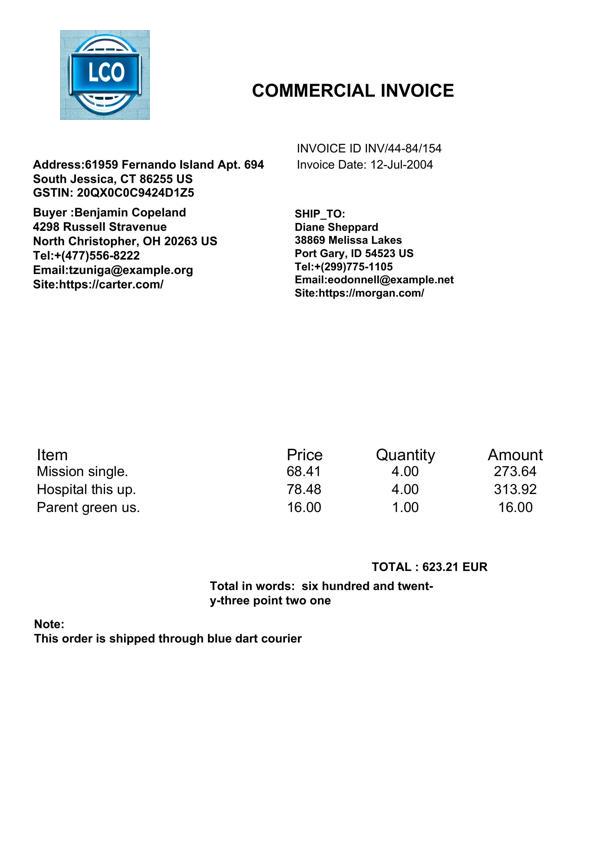 LCO
COMMERCIAL INVOICE
INVOICE ID INV/44-84/154
Invoice Date: 12-Jul-2004
Address:61959 Fernando Island Apt. 694
South Jessica, CT 86255 US
GSTIN: 20QX0C0C9424D1Z5
Buyer :Benjamin Copeland
4298 Russell Stravenue
North Christopher, OH 20263 US
Tel:+(477)556-8222
Email:tzuniga@example.org
Site:https://carter.com/
SHIP_TO:
Diane Sheppard
38869 Melissa Lakes
Port Gary, ID 54523 US
Tel:+(299)775-1105
Email:eodonnell@example.net
Site:https://morgan.com/
Item Price Quantity Amount
Mission single. 68.41 4.00 273.64
Hospital this up. 78.48 4.00 313.92
Parent green us. 16.00 1.00 16.00
TOTAL : 623.21 EUR
Total in words:  six hundred and twent-
y-three point two one
Note:
This order is shipped through blue dart courier